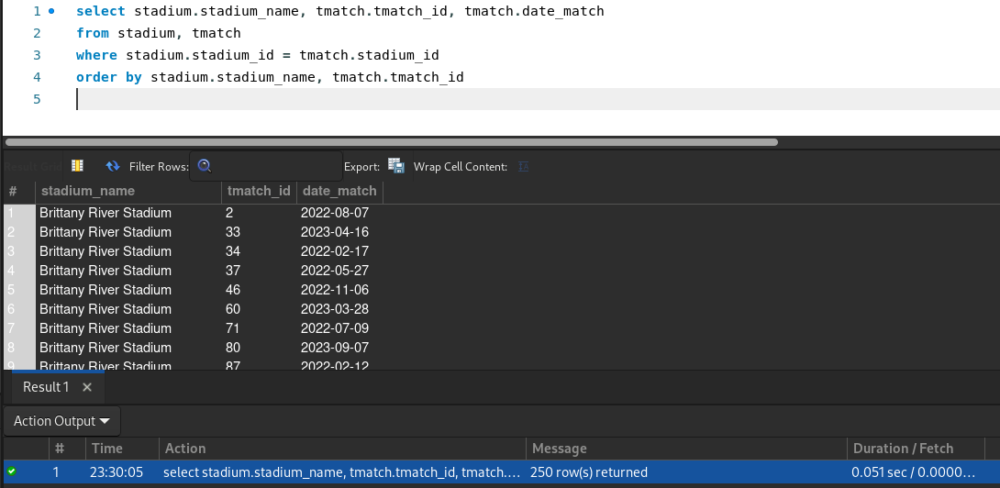 1 select stadium.stadium_name, tmatch.tmatch_id, tmatch.date_match
2 from stadium, tmatch
3 where stadium.stadium_id = tmatch.stadium_id
4 order by stadium.stadium_name, tmatch.tmatch_id
5
Result Grid Filter Rows: Export: Wrap Cell Content:
# stadium_name tmatch_id date_match
1 Brittany River Stadium 2 2022-08-07
2 Brittany River Stadium 33 2023-04-16
3 Brittany River Stadium 34 2022-02-17
4 Brittany River Stadium 37 2022-05-27
5 Brittany River Stadium 46 2022-11-06
6 Brittany River Stadium 60 2023-03-28
7 Brittany River Stadium 71 2022-07-09
8 Brittany River Stadium 80 2023-09-07
9 Brittany River Stadium 87 2022-02-12
Result 1
Action Output
# Time Action Message Duration / Fetch
1 23:30:05 select stadium.stadium_name, tmatch.tmatch_id, tmatch.... 250 row(s) returned 0.051 sec / 0.0000...